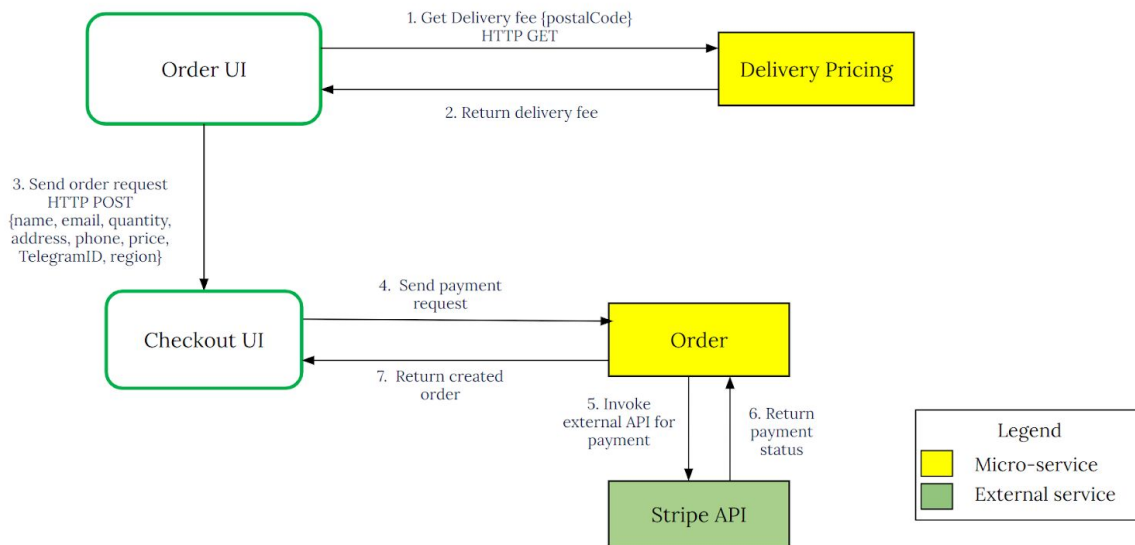 1. Get Delivery fee {postalCode}
HTTP GET
Order UI
Delivery Pricing
2. Return delivery fee
3. Send order request
HTTP POST
{name, email, quantity,
address, phone, price,
TelegramID, region}
4. Send payment
request
Checkout UI
Order
7. Return created
order
5. Invoke
external API for
payment
6. Return
payment
status
Stripe API
Legend
Micro-service
External service